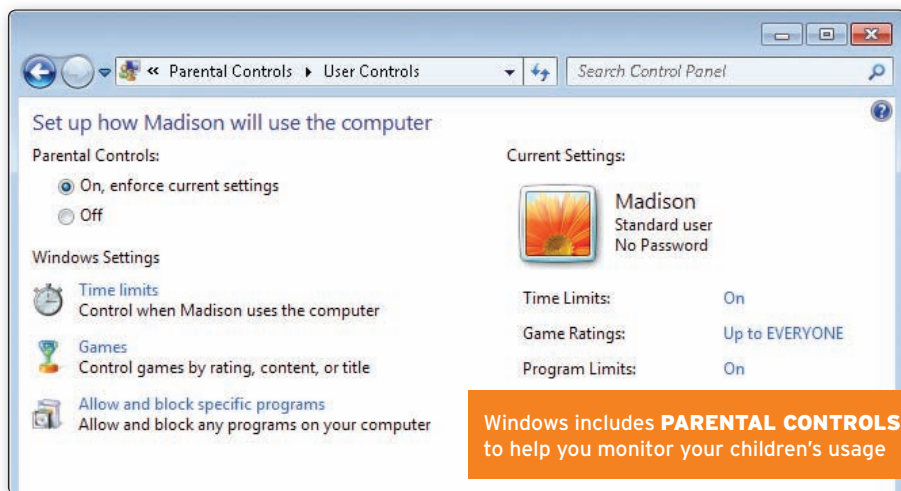 « Parental Controls ▸ User Controls
Search Control Panel
Set up how Madison will use the computer
Parental Controls:
On, enforce current settings
Off
Windows Settings
Time limits
Control when Madison uses the computer
Games
Control games by rating, content, or title
Allow and block specific programs
Allow and block any programs on your computer
Current Settings:
Madison
Standard user
No Password
Time Limits: On
Game Ratings: Up to EVERYONE
Program Limits: On
Windows includes PARENTAL CONTROLS
to help you monitor your children’s usage